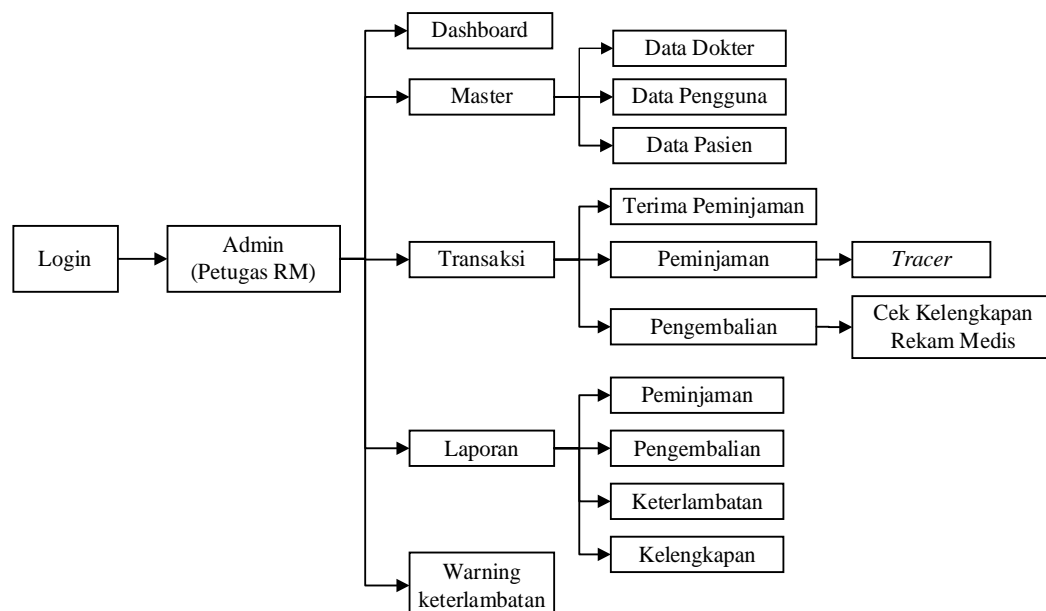 Dashboard
Master
Data Dokter
Data Pengguna
Data Pasien
Login
Admin
(Petugas RM)
Transaksi
Terima Peminjaman
Peminjaman
Tracer
Pengembalian
Cek Kelengkapan
Rekam Medis
Laporan
Peminjaman
Pengembalian
Keterlambatan
Kelengkapan
Warning
keterlambatan